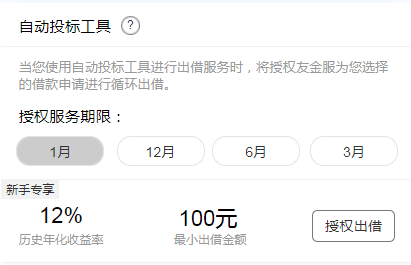 自动投标工具 ?
当您使用自动投标工具进行出借服务时，将授权友金服为您选择
的借款申请进行循环出借。
授权服务期限：
1月 12月 6月 3月
新手专享
12% 100元 授权出借
历史年化收益率 最小出借金额